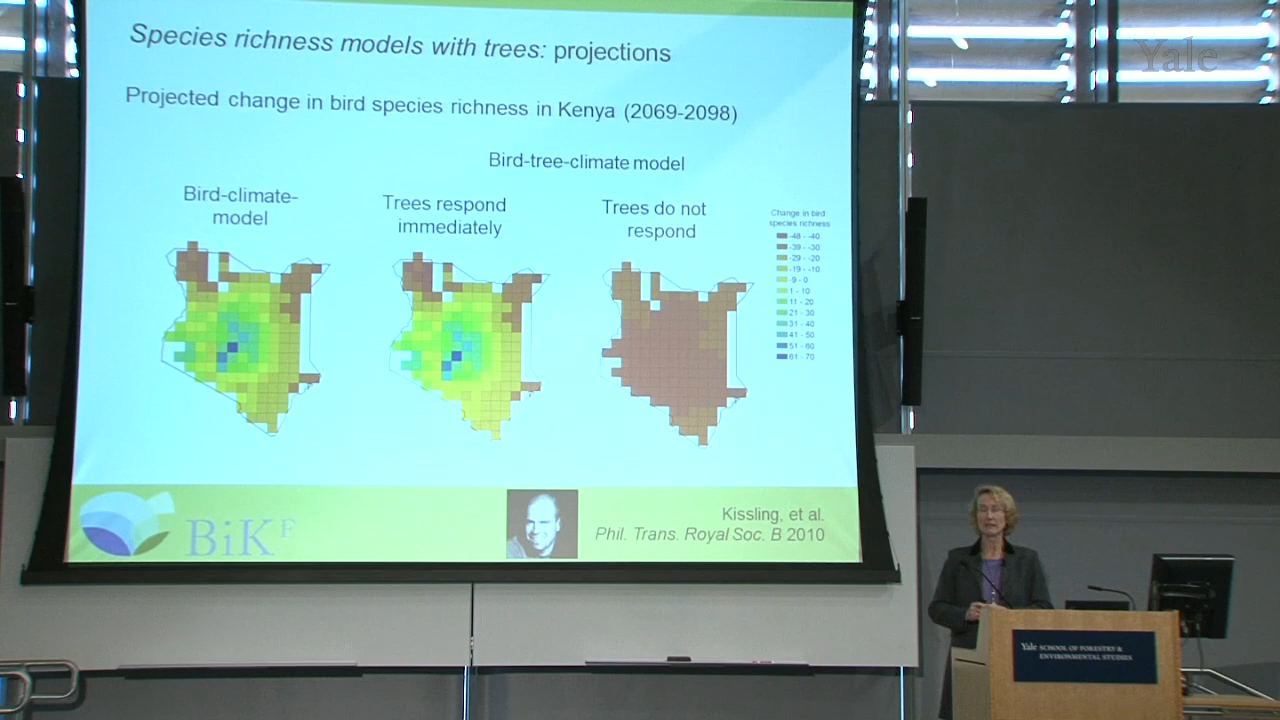 Species richness models with trees: projections
Projected change in bird species richness in Kenya (2069-2098)
Bird-tree-climate model
Bird-climate-
model
Trees respond
immediately
Trees do not
respond
Change in bird
species richness
-48 - -40
-39 - -30
-29 - -20
-19 - -10
-9 - 0
1 - 10
11 - 20
21 - 30
31 - 40
41 - 50
51 - 60
61 - 70
BiK F
Kissling, et al.
Phil. Trans. Royal Soc. B 2010
Yale
Yale SCHOOL OF FORESTRY &
ENVIRONMENTAL STUDIES